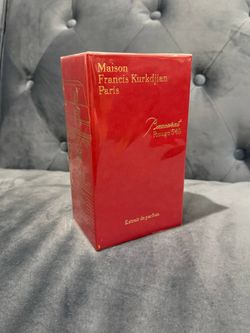 Maison
Francis Kurkdjian
Paris
Baccarat
Rouge 540
Extrait de parfum